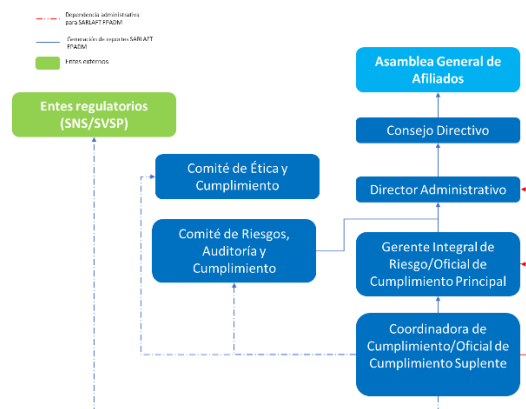 Dependencia administrativa
para SARLAFT FPADM
Generación de reportes SARLAFT
FPADM
Entes externos
Asamblea General de
Afiliados
Entes regulatorios
(SNS/SVSP)
Consejo Directivo
Comité de Ética y
Cumplimiento
Director Administrativo
Comité de Riesgos,
Auditoría y
Cumplimiento
Gerente Integral de
Riesgo/Oficial de
Cumplimiento Principal
Coordinadora de
Cumplimiento/Oficial de
Cumplimiento Suplente